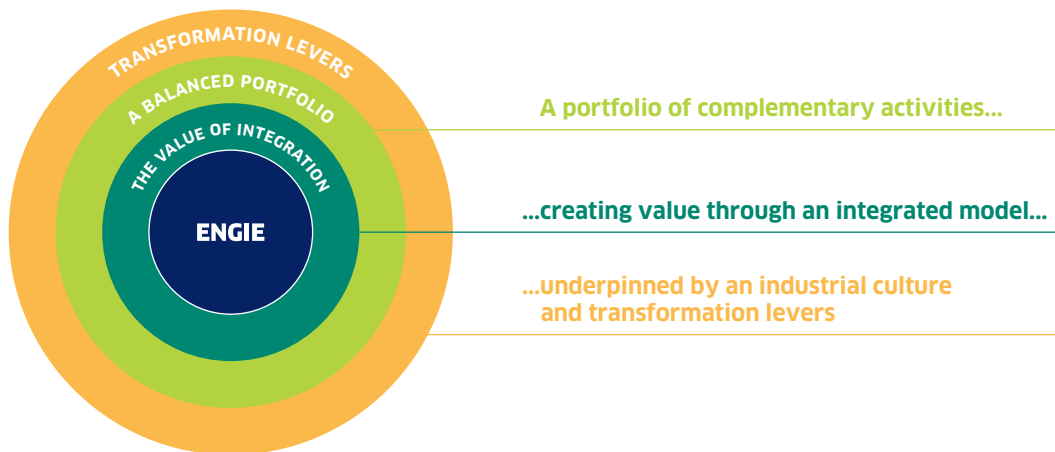 TRANSFORMATION LEVERS
A BALANCED PORTFOLIO
THE VALUE OF INTEGRATION
ENGIE
A portfolio of complementary activities...
...creating value through an integrated model...
...underpinned by an industrial culture
and transformation levers